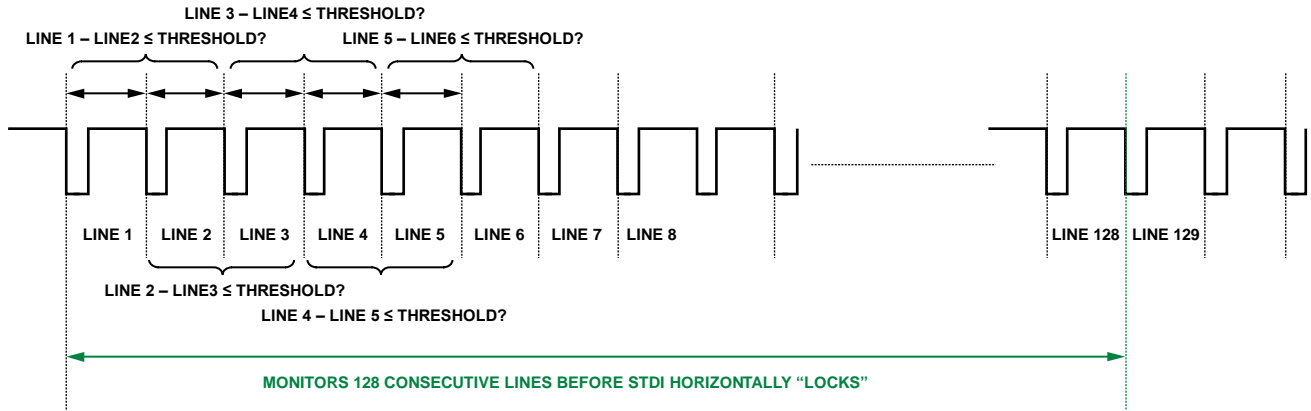 LINE 3 – LINE4 ≤ THRESHOLD?
LINE 1 – LINE2 ≤ THRESHOLD?
LINE 5 – LINE6 ≤ THRESHOLD?
LINE 1
LINE 2
LINE 3
LINE 4
LINE 5
LINE 6
LINE 7
LINE 8
LINE 128
LINE 129
LINE 2 – LINE3 ≤ THRESHOLD?
LINE 4 – LINE 5 ≤ THRESHOLD?
MONITORS 128 CONSECUTIVE LINES BEFORE STDI HORIZONTALLY “LOCKS”